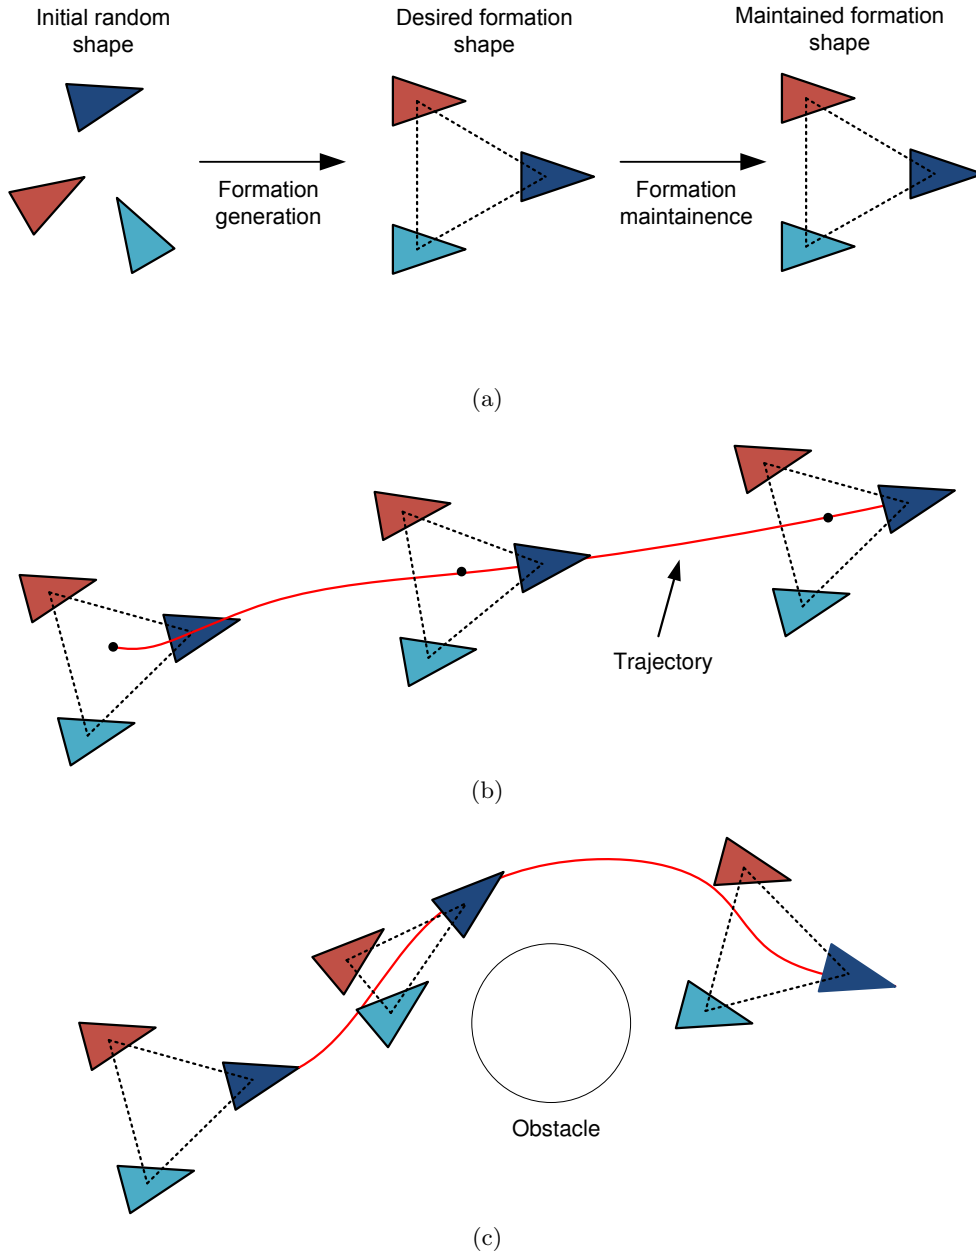 Initial random
shape
Desired formation
shape
Maintained formation
shape
Formation
generation
Formation
maintainence
(a)
Trajectory
(b)
Obstacle
(c)